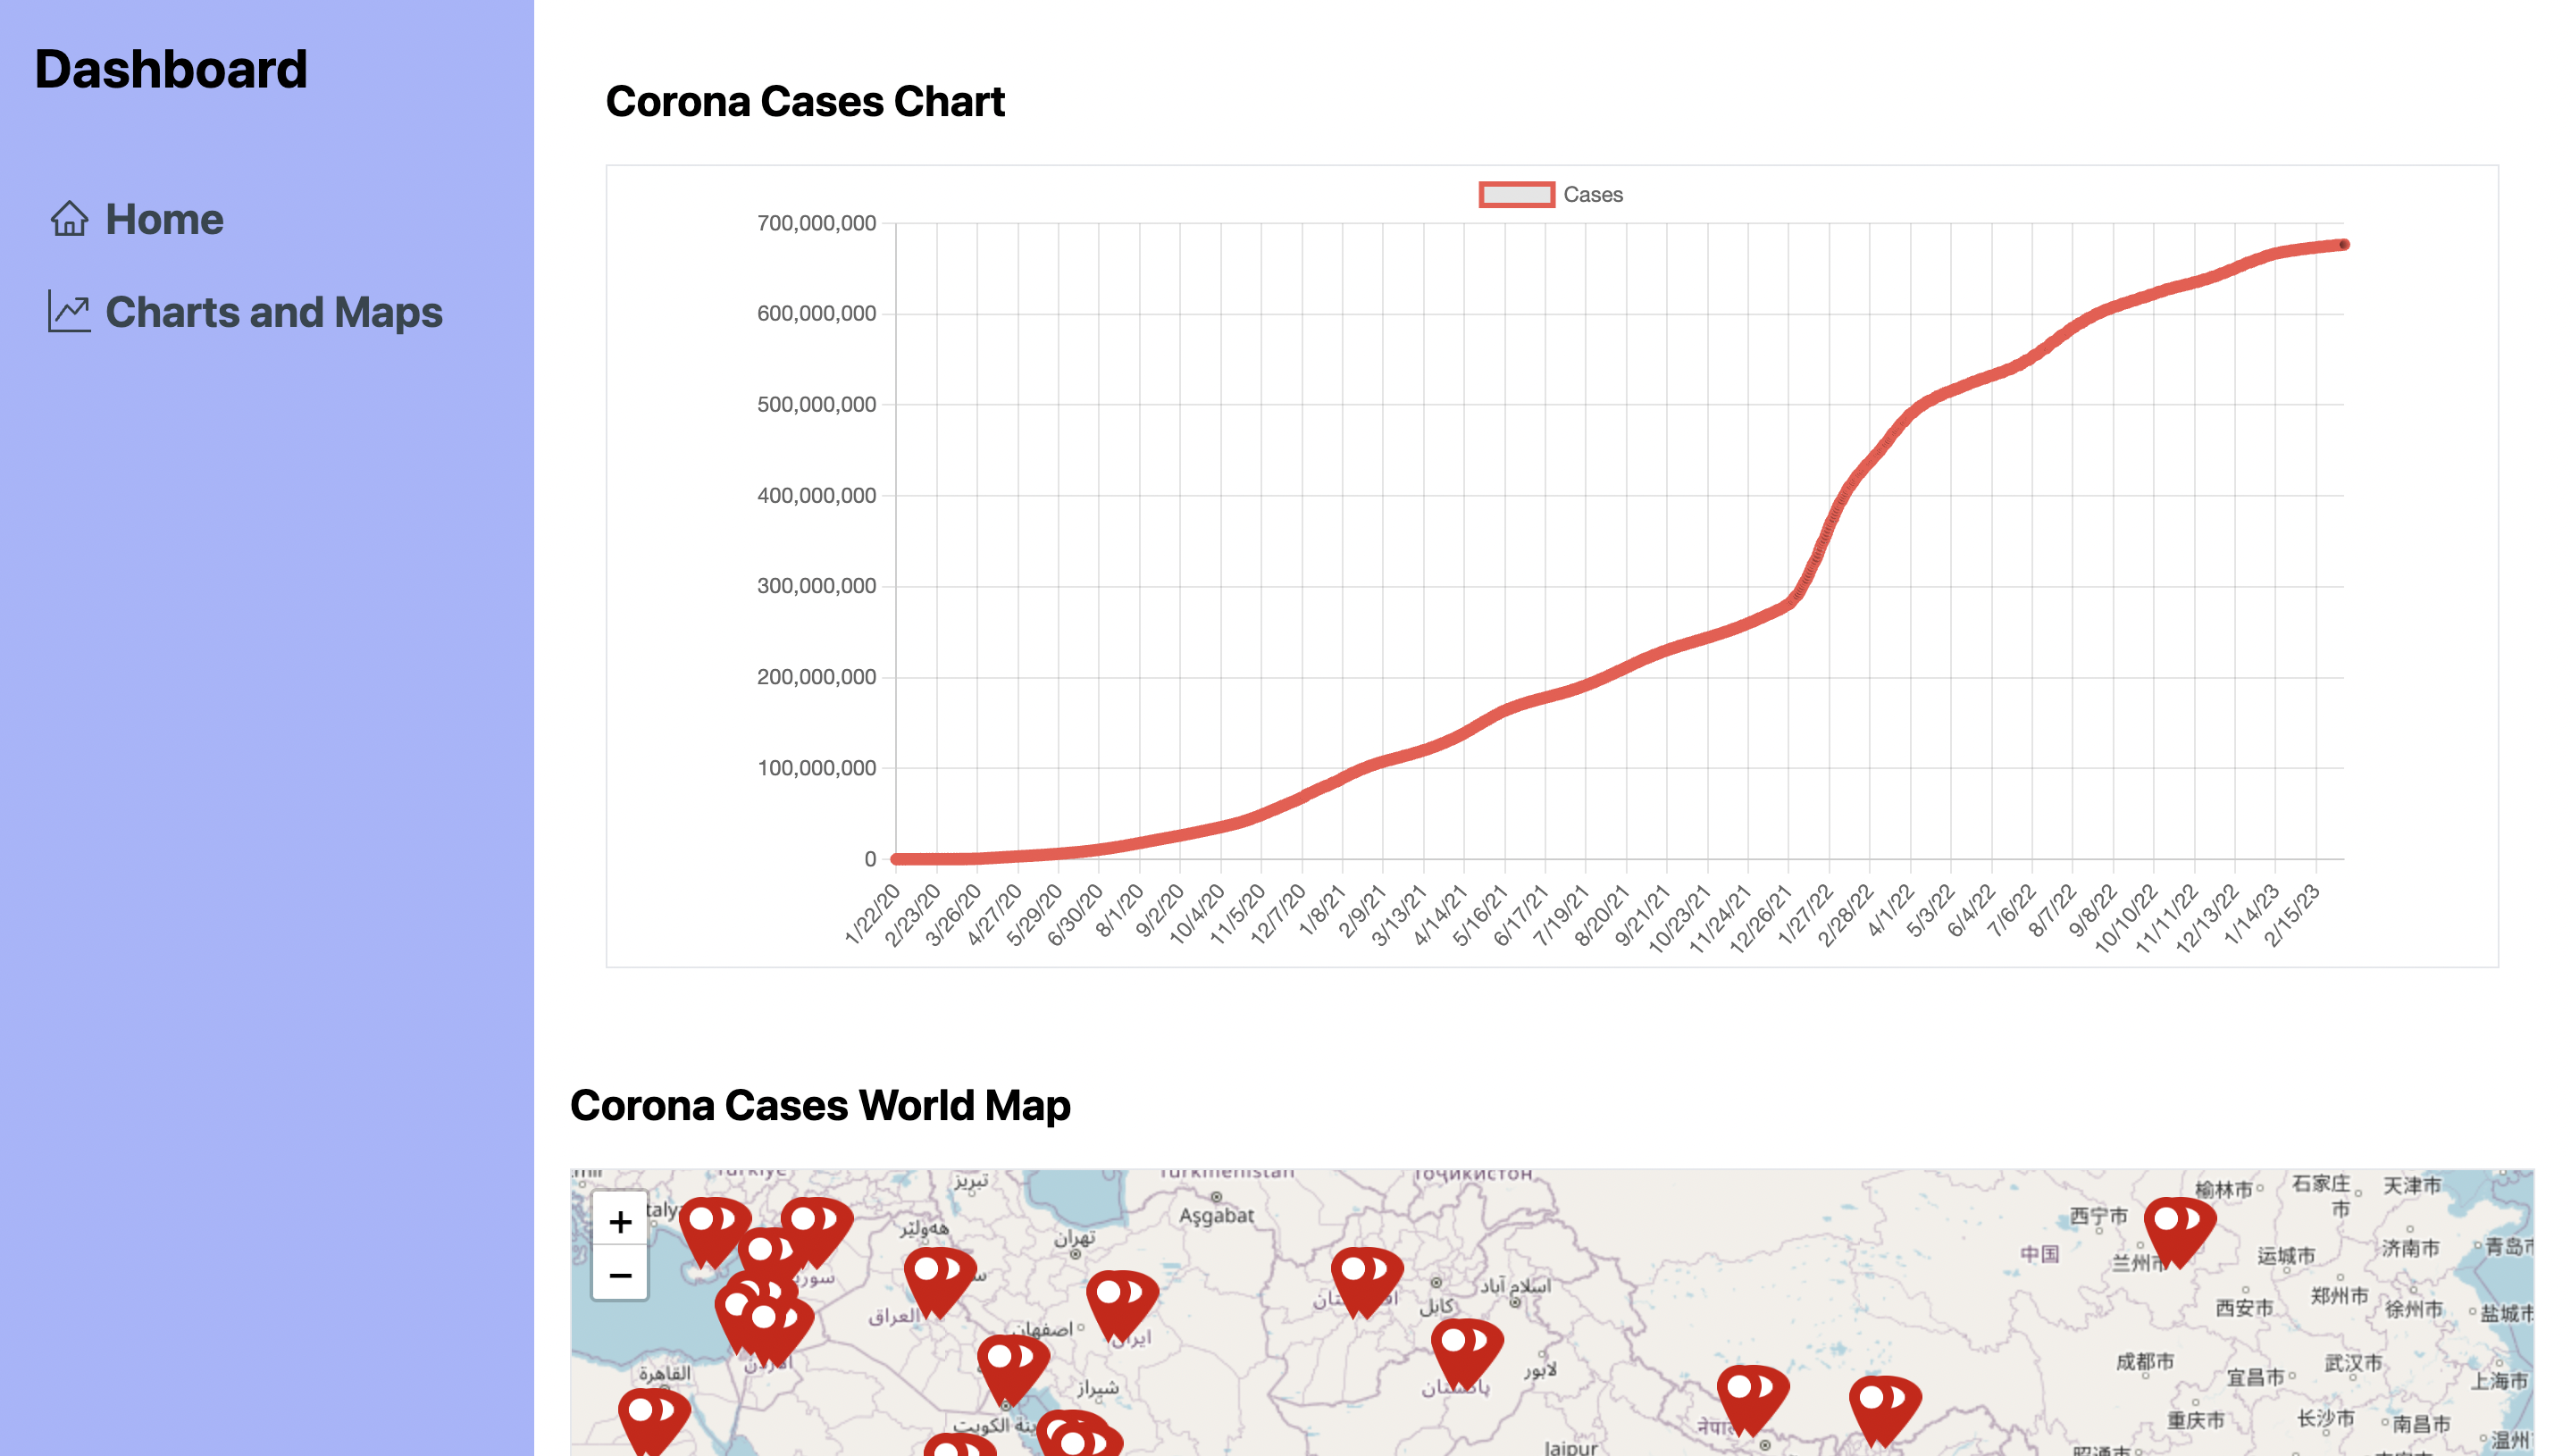 Dashboard
Home
Charts and Maps
Corona Cases Chart
Cases
700,000,000
600,000,000
500,000,000
400,000,000
300,000,000
200,000,000
100,000,000
0
1/22/20
2/23/20
3/26/20
4/27/20
5/29/20
6/30/20
8/1/20
9/2/20
10/4/20
11/5/20
12/7/20
1/8/21
2/9/21
3/13/21
4/14/21
5/16/21
6/17/21
7/19/21
8/20/21
9/21/21
10/23/21
11/24/21
12/26/21
1/27/22
2/28/22
4/1/22
5/3/22
6/4/22
7/6/22
8/7/22
9/8/22
10/10/22
11/11/22
12/13/22
1/14/23
2/15/23
Corona Cases World Map
+
−
Türkiye
تبریز
Türkmenistan
Тоҷикистон
Aşgabat
هەولێر
تهران
سوريا
العراق
اصفهان
ایران
کابل
اسلام آباد
پاکستان
لاہور
شیراز
القاهرة
الأردن
Jaipur
中国
西宁市
兰州市
榆林市
石家庄
市
天津市
运城市
济南市
西安市
郑州市
徐州市
盐城市
成都市
宜昌市
武汉市
上海市
重庆市
长沙市
南昌市